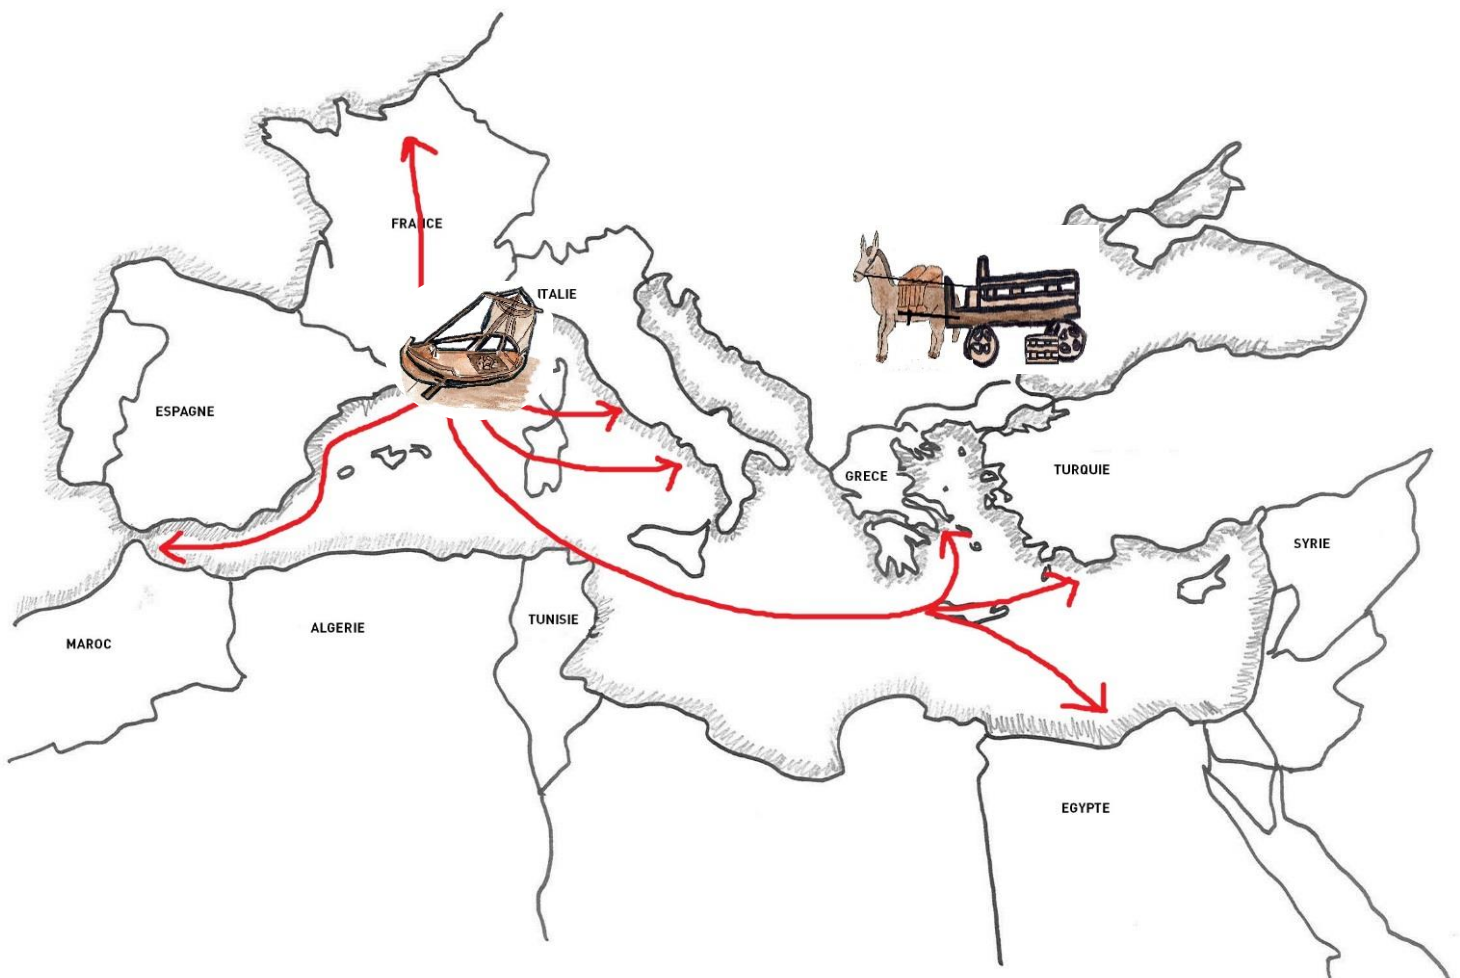 FRANCE
ITALIE
ESPAGNE
GRECE
TURQUIE
SYRIE
MAROC
ALGERIE
TUNISIE
EGYPTE